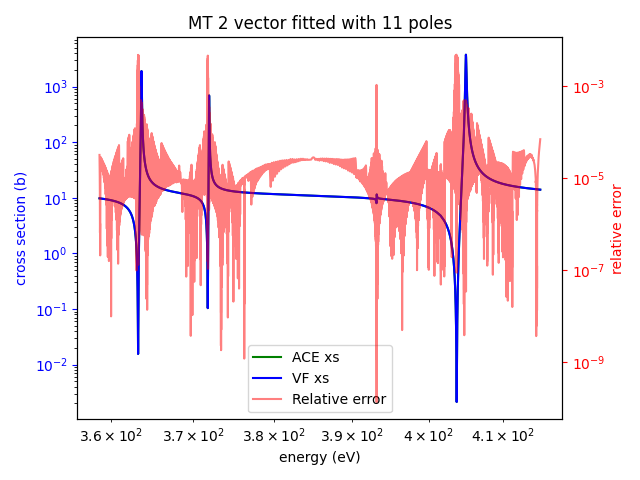 MT 2 vector fitted with 11 poles
cross section (b)
10³
10²
10¹
10⁰
10⁻¹
10⁻²
10⁻³
10⁻⁵
10⁻⁷
10⁻⁹
relative error
ACE xs
VF xs
Relative error
3.6 × 10² 3.7 × 10² 3.8 × 10² 3.9 × 10² 4 × 10² 4.1 × 10²
energy (eV)